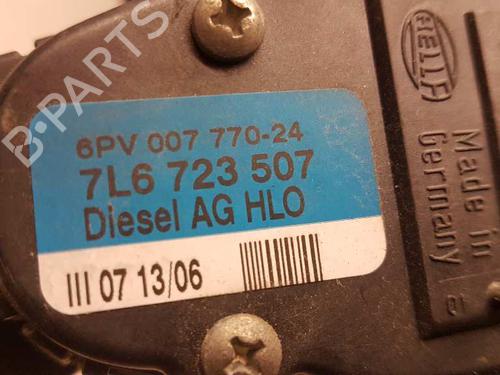 B-PARTS
HELLA
Made in
Germany
6PV 007 770-24
7L6 723 507
Diesel AG HLO
III 07 13/06